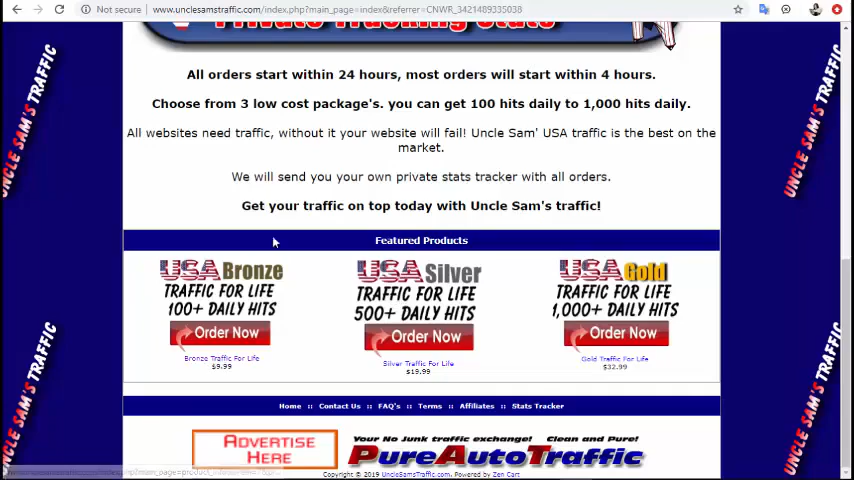 Not secure | www.unclesamstraffic.com/index.php?main_page=index&referrer=CNWR_3421489335038
Private Tracking Stats
All orders start within 24 hours, most orders will start within 4 hours.
Choose from 3 low cost package's. you can get 100 hits daily to 1,000 hits daily.
All websites need traffic, without it your website will fail! Uncle Sam' USA traffic is the best on the
market.
We will send you your own private stats tracker with all orders.
Get your traffic on top today with Uncle Sam's traffic!
Featured Products
USA Bronze
TRAFFIC FOR LIFE
100+ DAILY HITS
Order Now
Bronze Traffic For Life
$9.99
USA Silver
TRAFFIC FOR LIFE
500+ DAILY HITS
Order Now
Silver Traffic For Life
$19.99
USA Gold
TRAFFIC FOR LIFE
1,000+ DAILY HITS
Order Now
Gold Traffic For Life
$32.99
Home :: Contact Us :: FAQ's :: Terms :: Affiliates :: Stats Tracker
ADVERTISE
HERE
Your No Junk traffic exchange! Clean and Pure!
PureAutoTraffic
Copyright © 2019 UncleSamsTraffic.com. Powered by Zen Cart
UNCLE SAM'S TRAFFIC
UNCLE SAM'S TRAFFIC
UNCLE SAM'S TRAFFIC
UNCLE SAM'S TRAFFIC